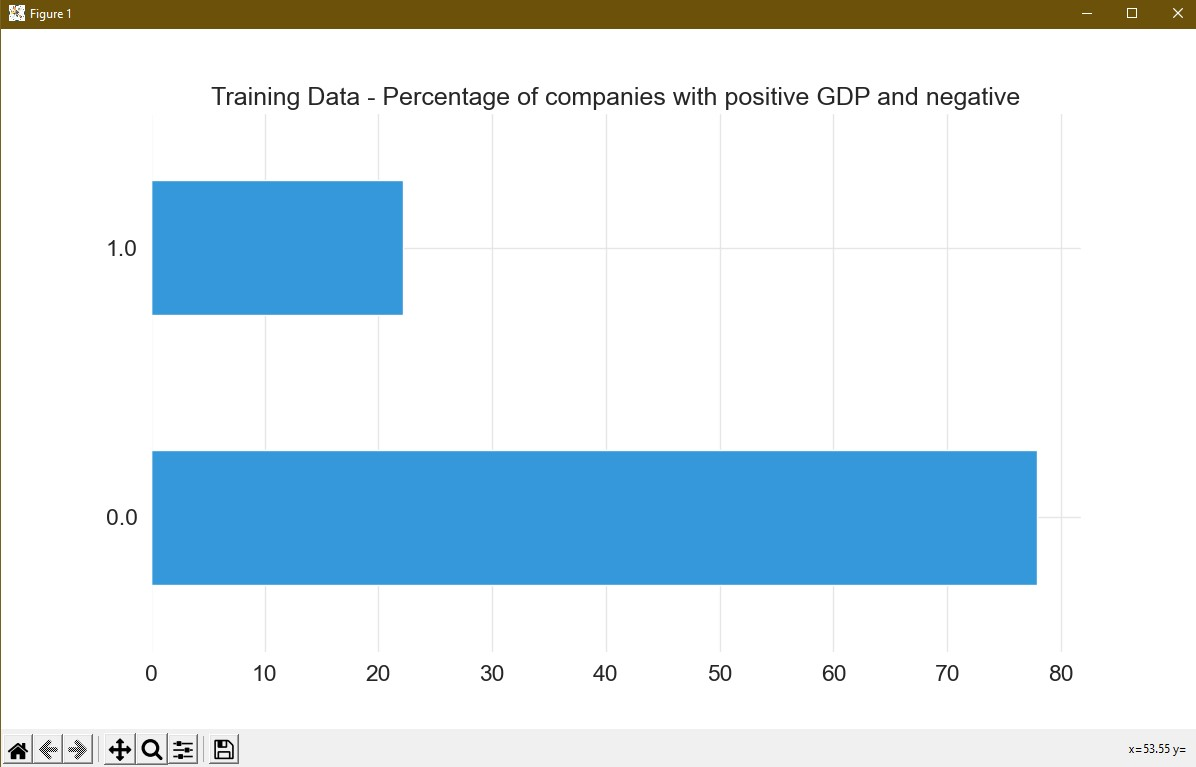 Figure 1
Training Data - Percentage of companies with positive GDP and negative
1.0
0.0
0 10 20 30 40 50 60 70 80
x=53.55 y=